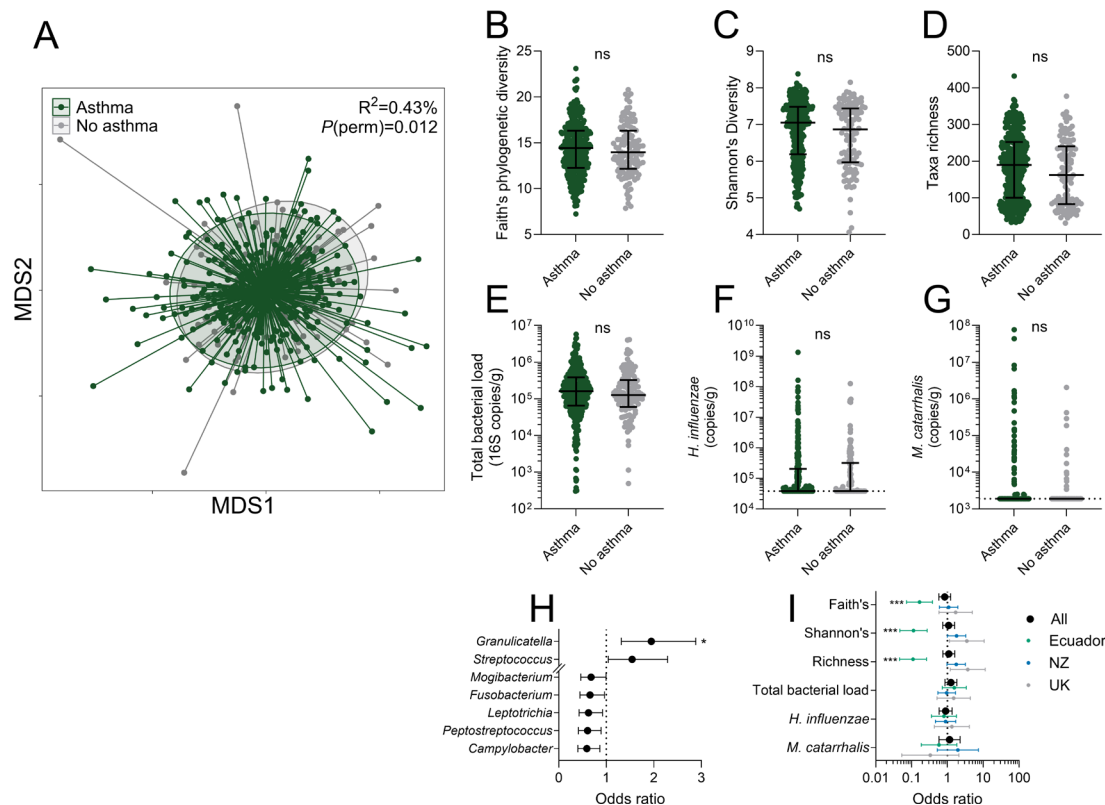 A
Asthma
No asthma
R²=0.43%
P(perm)=0.012
MDS2
MDS1
B
ns
Faith's phylogenetic diversity
25
20
15
10
5
Asthma
No asthma
C
ns
Shannon's Diversity
9
8
7
6
5
4
Asthma
No asthma
D
ns
Taxa richness
500
400
300
200
100
0
Asthma
No asthma
E
ns
Total bacterial load
(16S copies/g)
10⁷
10⁶
10⁵
10⁴
10³
10²
Asthma
No asthma
F
ns
H. influenzae
(copies/g)
10¹⁰
10⁹
10⁸
10⁷
10⁶
10⁵
10⁴
Asthma
No asthma
G
ns
M. catarrhalis
(copies/g)
10⁸
10⁷
10⁶
10⁵
10⁴
10³
Asthma
No asthma
H
Granulicatella
*
Streptococcus
Mogibacterium
Fusobacterium
Leptotrichia
Peptostreptococcus
Campylobacter
0 1 2 3
Odds ratio
I
Faith's
***
Shannon's
***
Richness
***
Total bacterial load
H. influenzae
M. catarrhalis
0.01 0.1 1 10 100
Odds ratio
All
Ecuador
NZ
UK